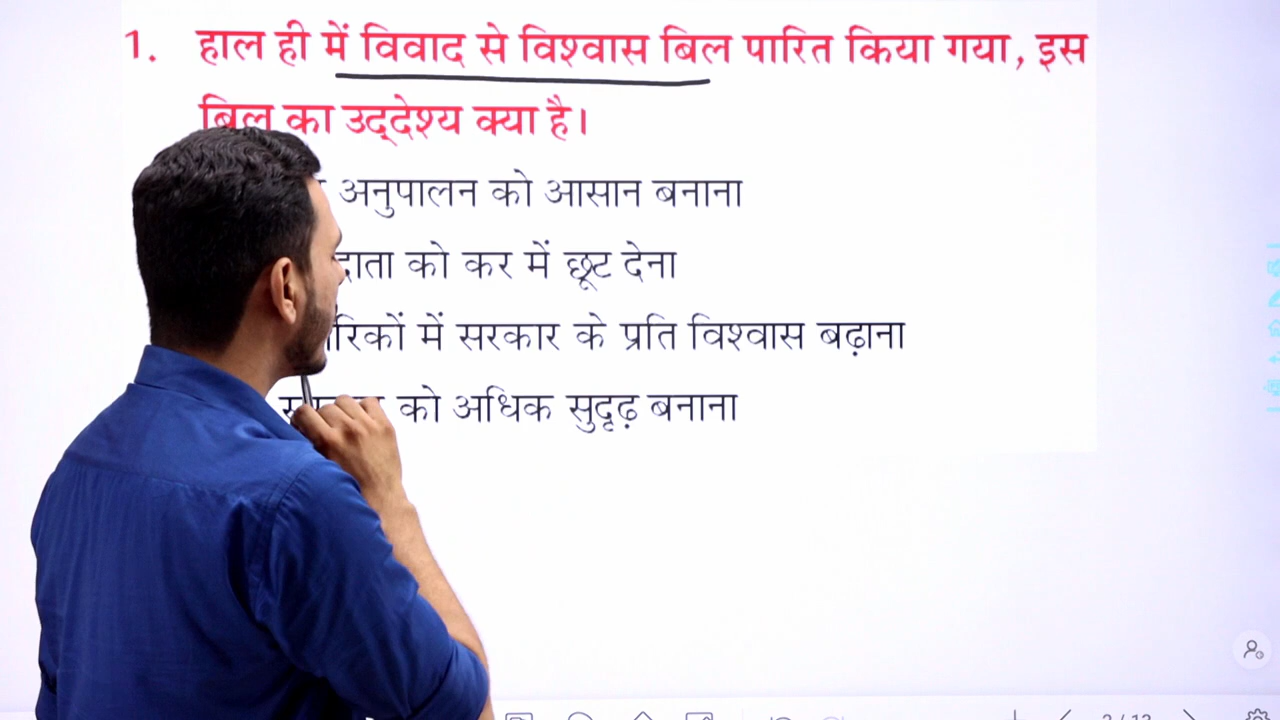 1. हाल ही में विवाद से विश्वास बिल पारित किया गया, इस
बिल का उद्देश्य क्या है।
अनुपालन को आसान बनाना
को कर में छूट देना
में सरकार के प्रति विश्वास बढ़ाना
को अधिक सुदृढ़ बनाना